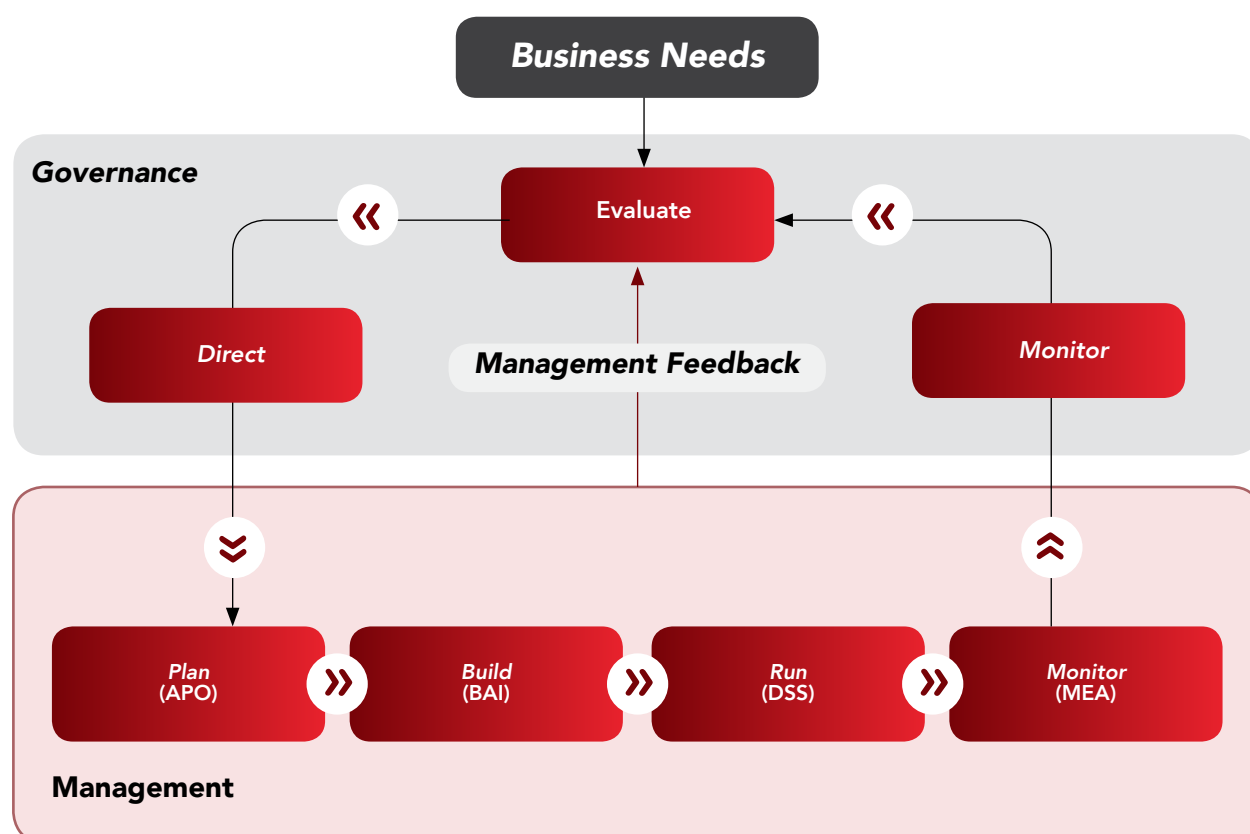 Business Needs
Governance
Evaluate
Direct
Management Feedback
Monitor
Plan
(APO)
Build
(BAI)
Run
(DSS)
Monitor
(MEA)
Management